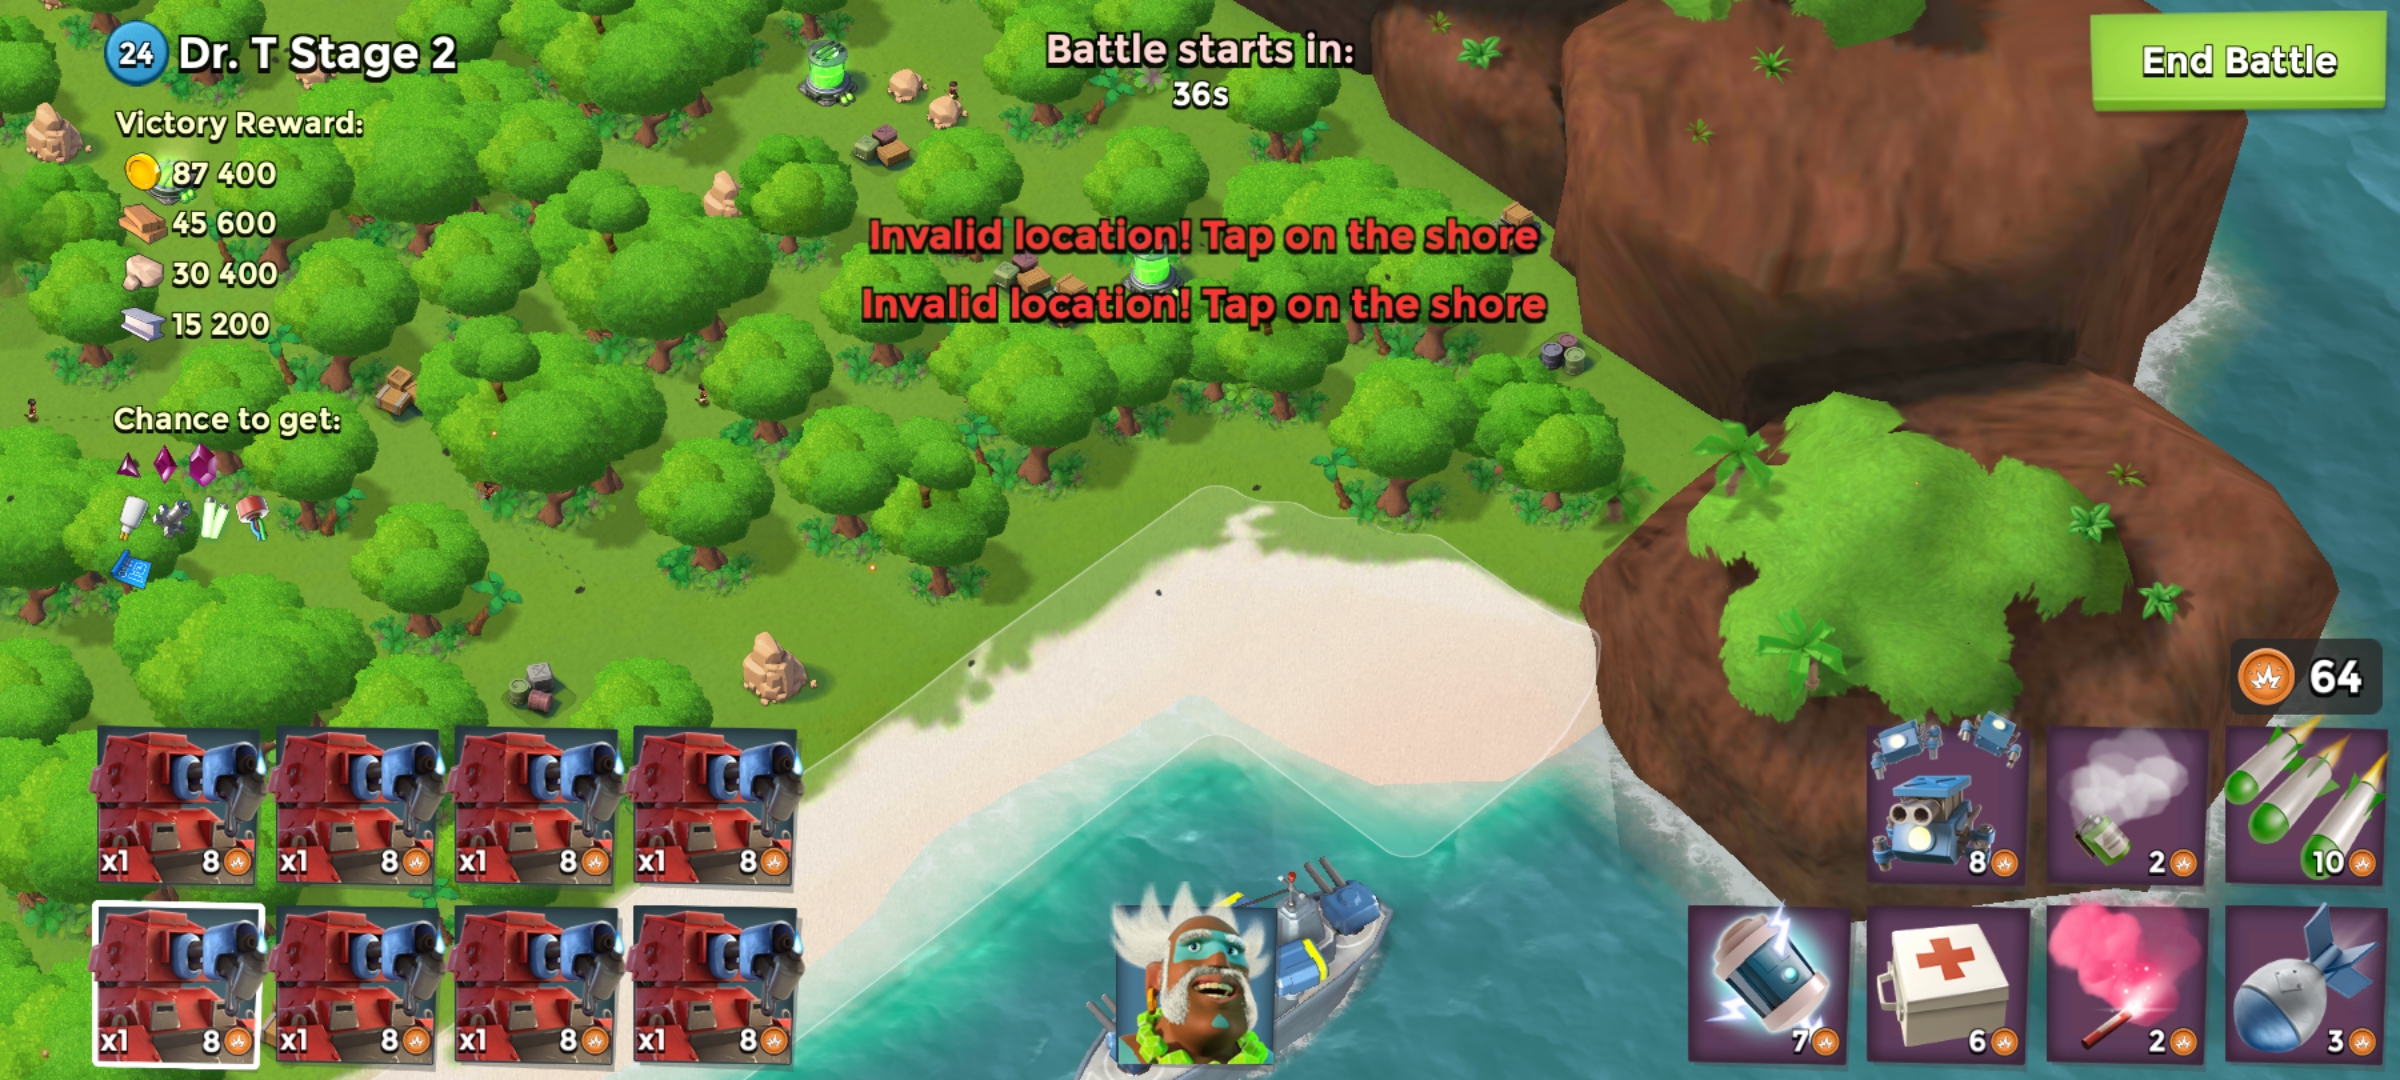 24 Dr. T Stage 2
Battle starts in:
36s
End Battle
Victory Reward:
87 400
45 600
30 400
15 200
Invalid location! Tap on the shore
Invalid location! Tap on the shore
Chance to get:
64
x1 8 x1 8 x1 8 x1 8
8 2 10
x1 8 x1 8 x1 8 x1 8
7 6 2 3